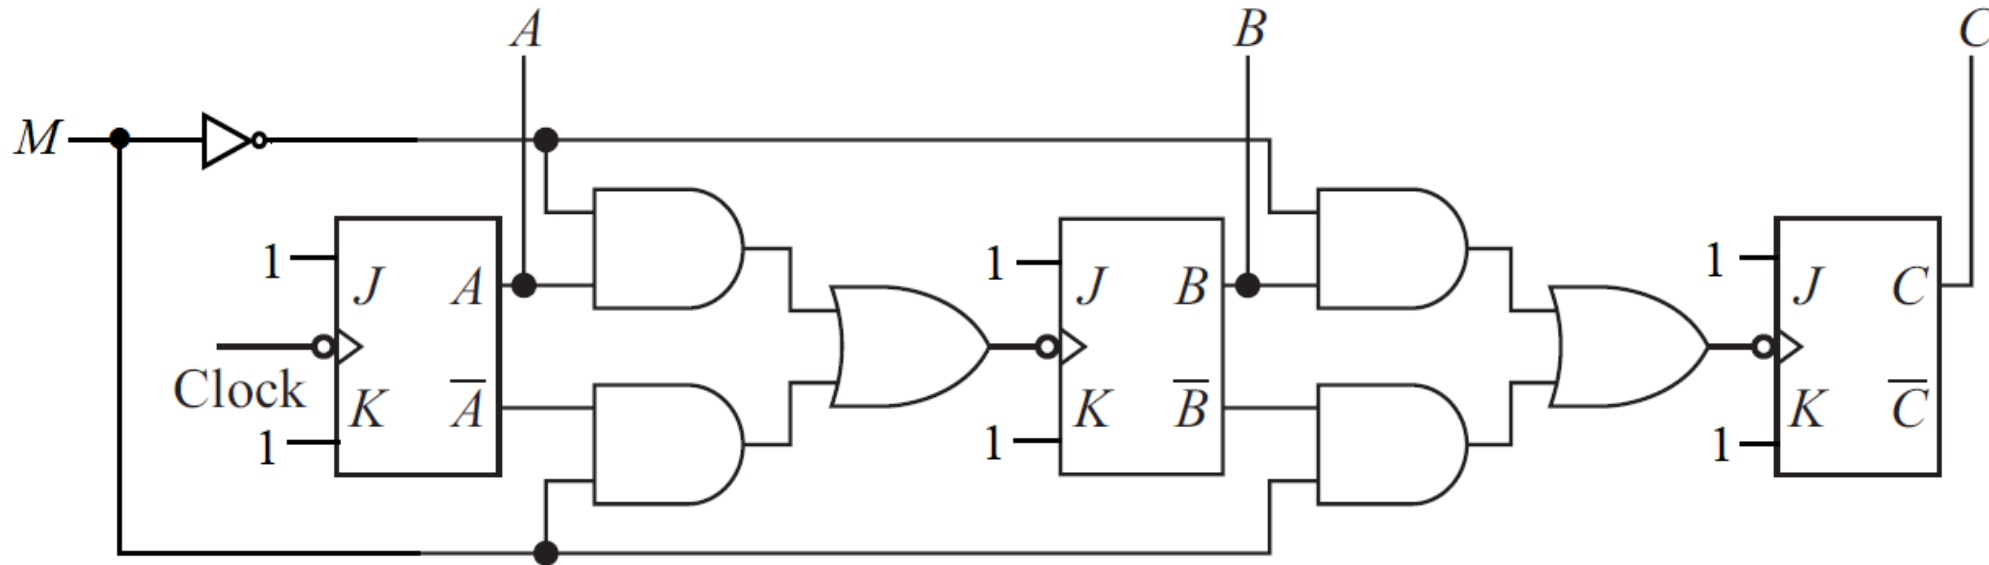 A B C
M
1 1 1
J A J B J C
Clock
K A̅ K B̅ K C̅
1 1 1